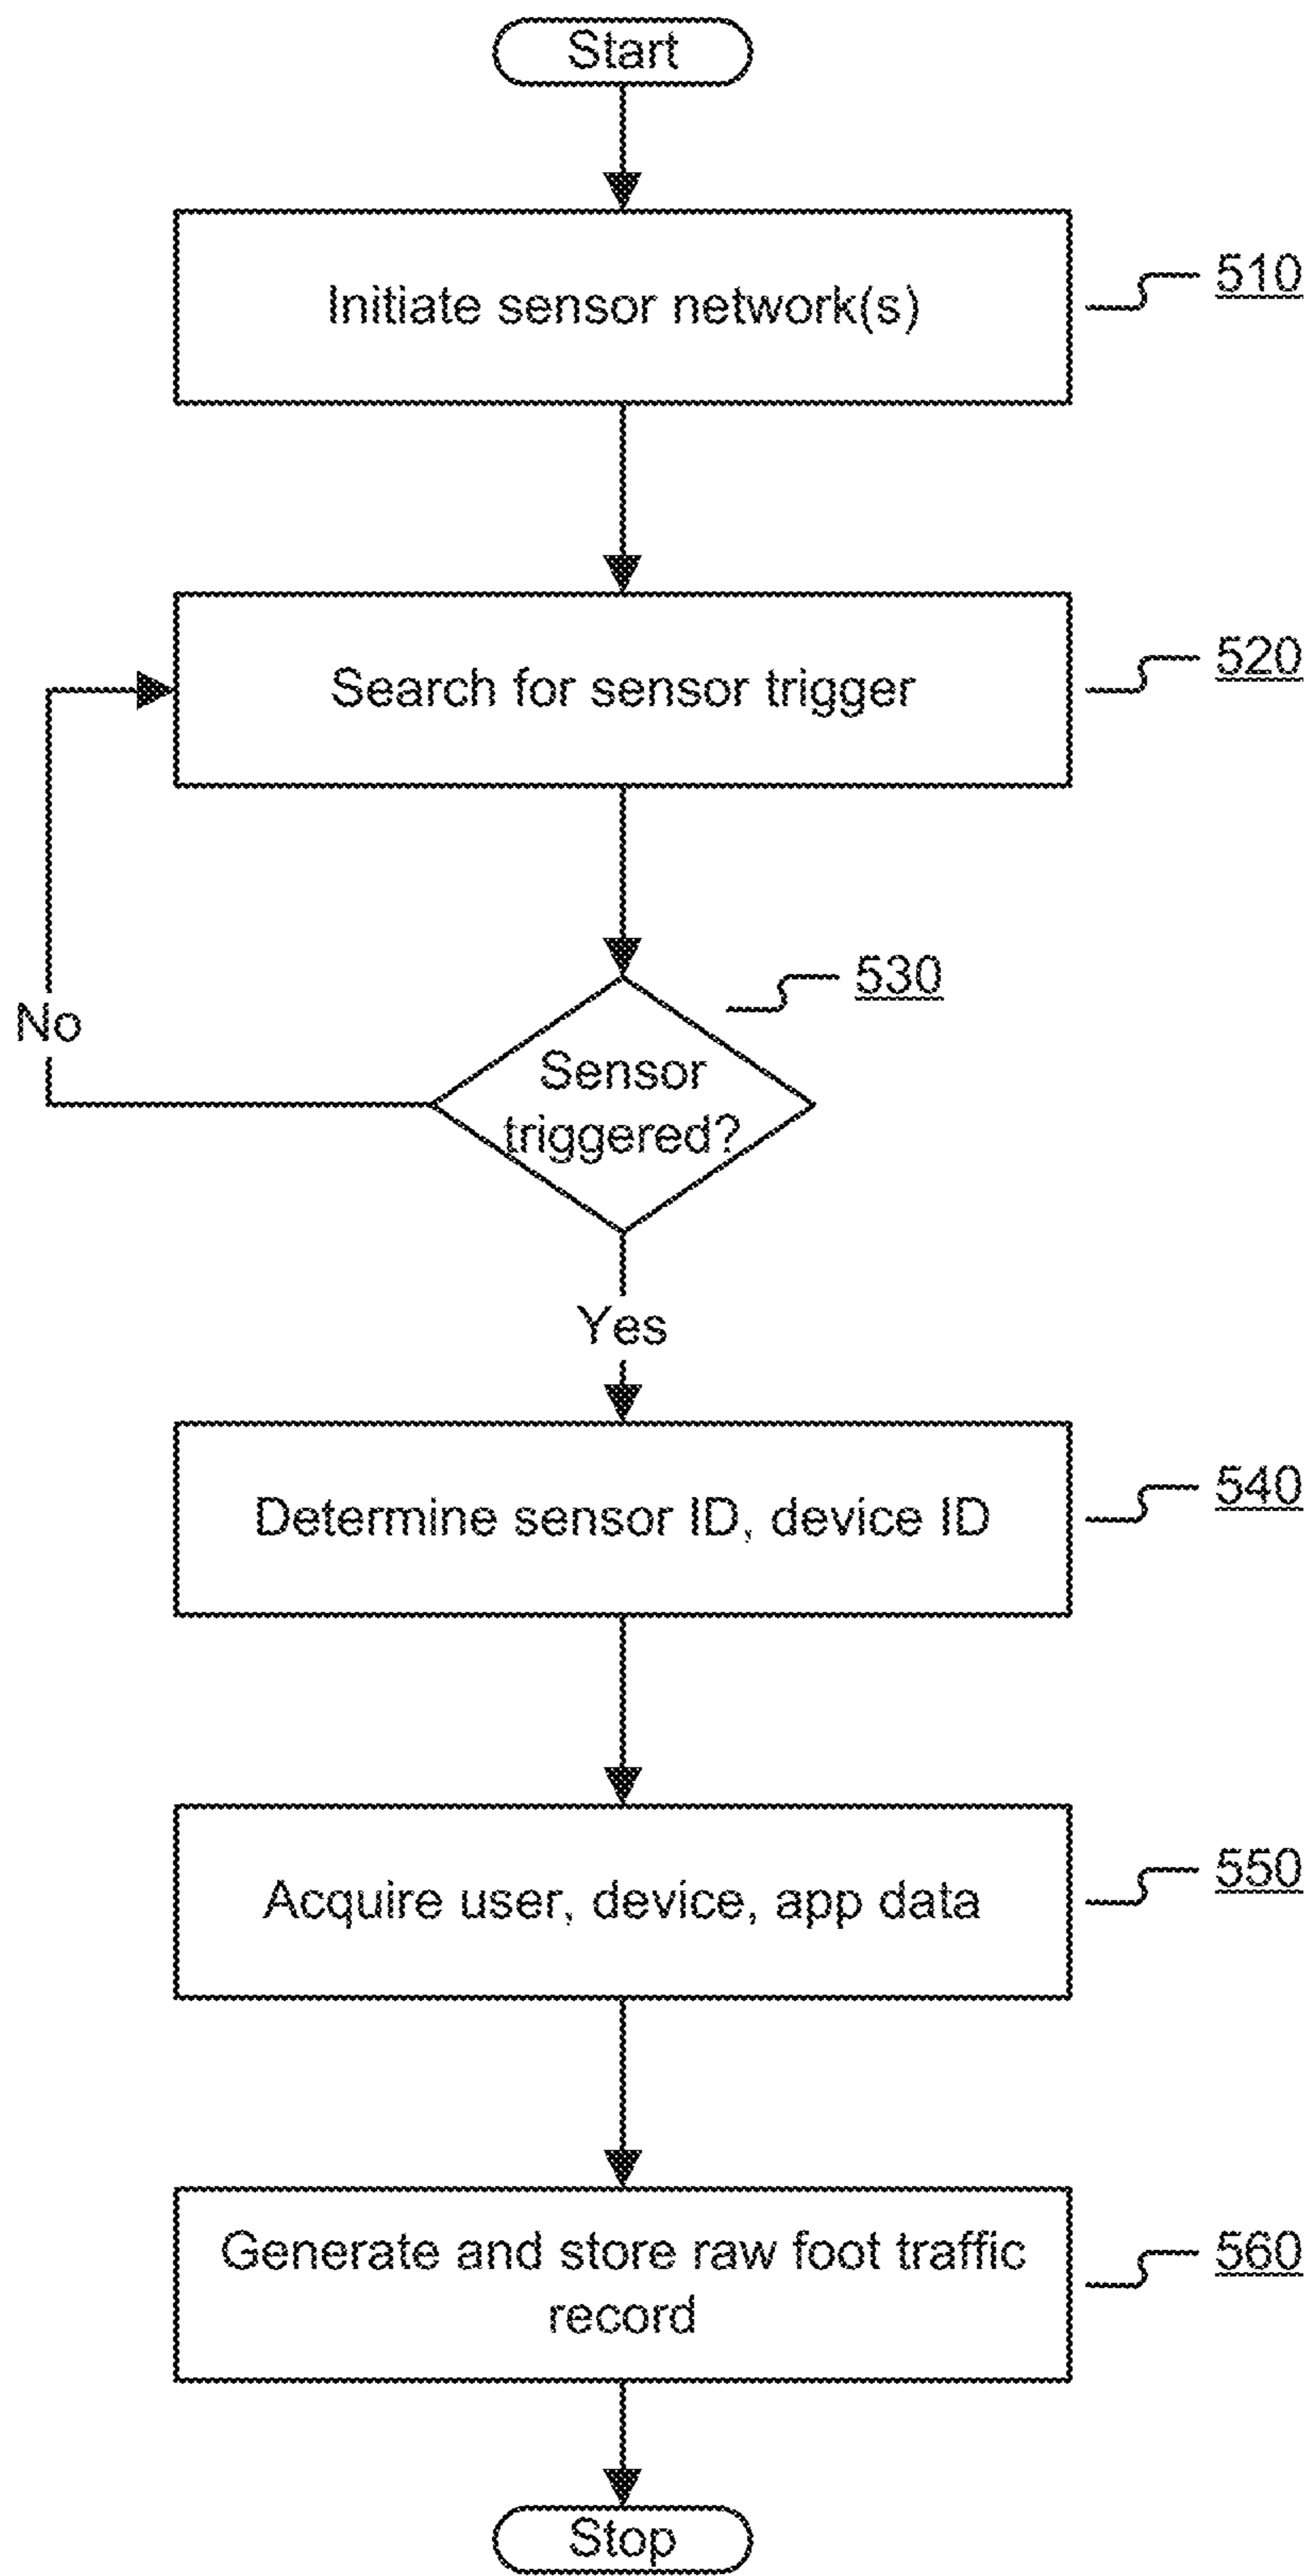 Start
Initiate sensor network(s)
510
Search for sensor trigger
520
530
No
Sensor
triggered?
Yes
Determine sensor ID, device ID
540
Acquire user, device, app data
550
Generate and store raw foot traffic
record
560
Stop